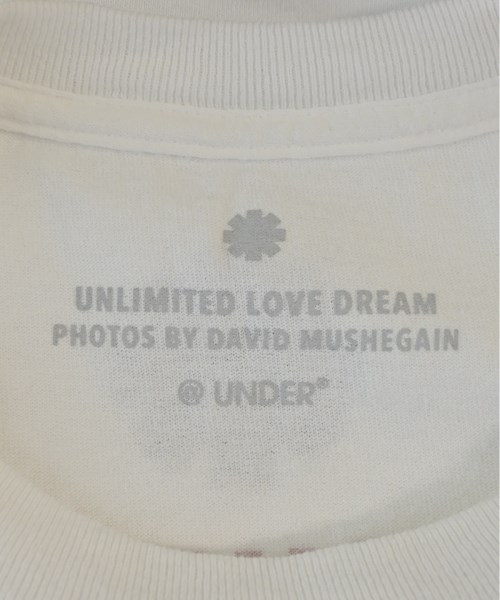 UNLIMITED LOVE DREAM
PHOTOS BY DAVID MUSHEGAIN
@ UNDER®